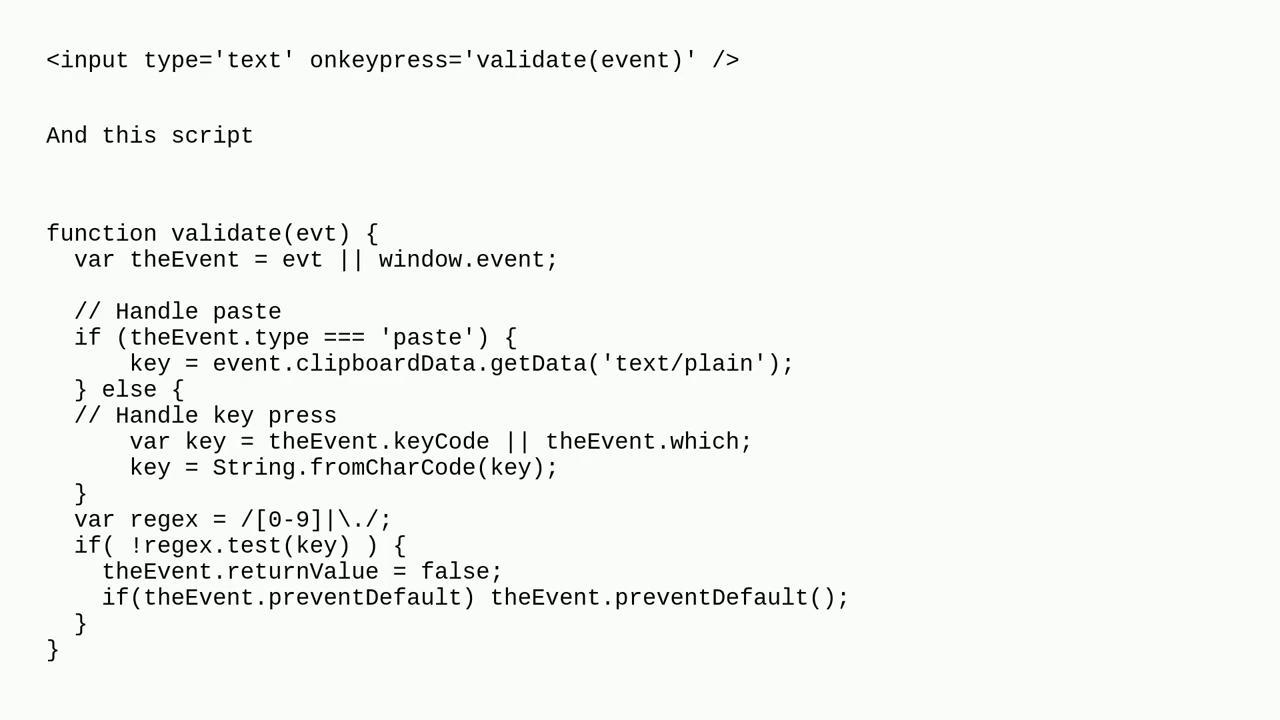 <input type='text' onkeypress='validate(event)' />
And this script
function validate(evt) {
  var theEvent = evt || window.event;
  // Handle paste
  if (theEvent.type === 'paste') {
      key = event.clipboardData.getData('text/plain');
  } else {
  // Handle key press
      var key = theEvent.keyCode || theEvent.which;
      key = String.fromCharCode(key);
  }
  var regex = /[0-9]|\./;
  if( !regex.test(key) ) {
    theEvent.returnValue = false;
    if(theEvent.preventDefault) theEvent.preventDefault();
  }
}